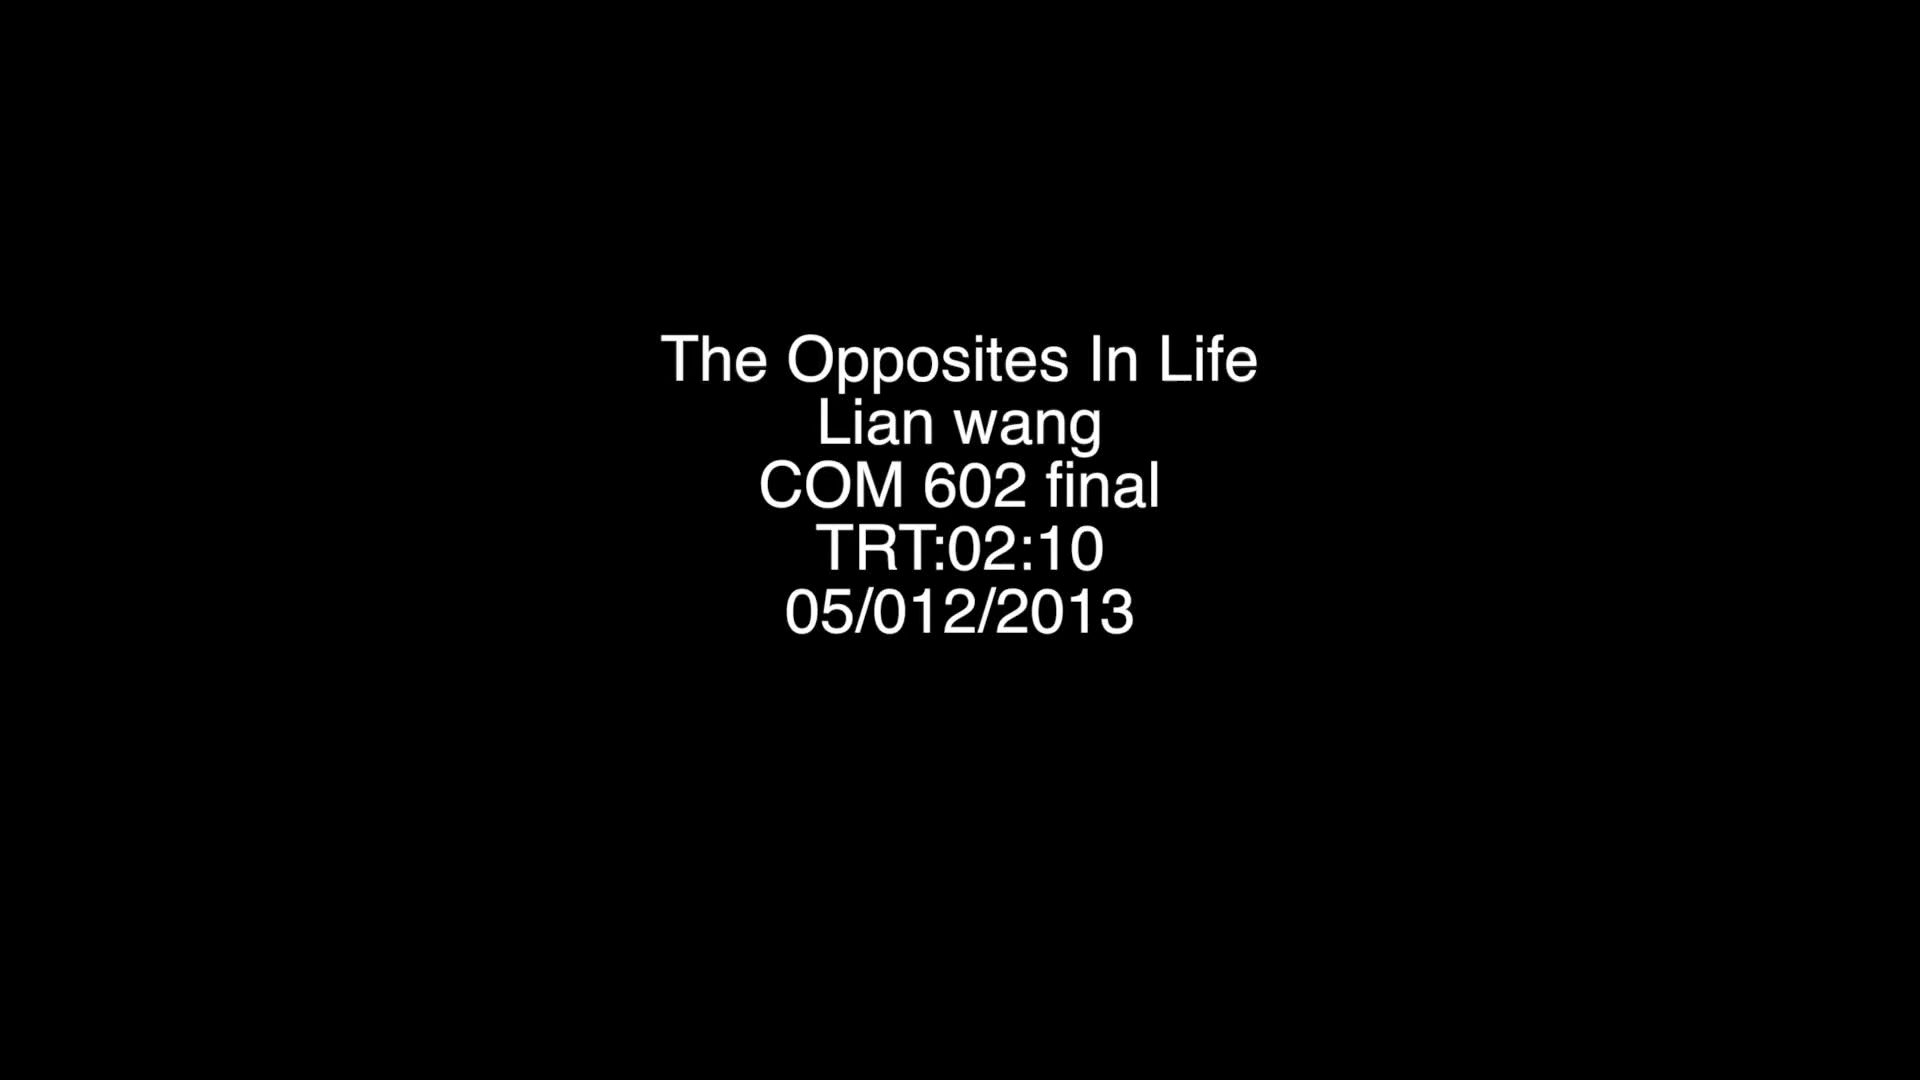 The Opposites In Life
Lian wang
COM 602 final
TRT:02:10
05/012/2013